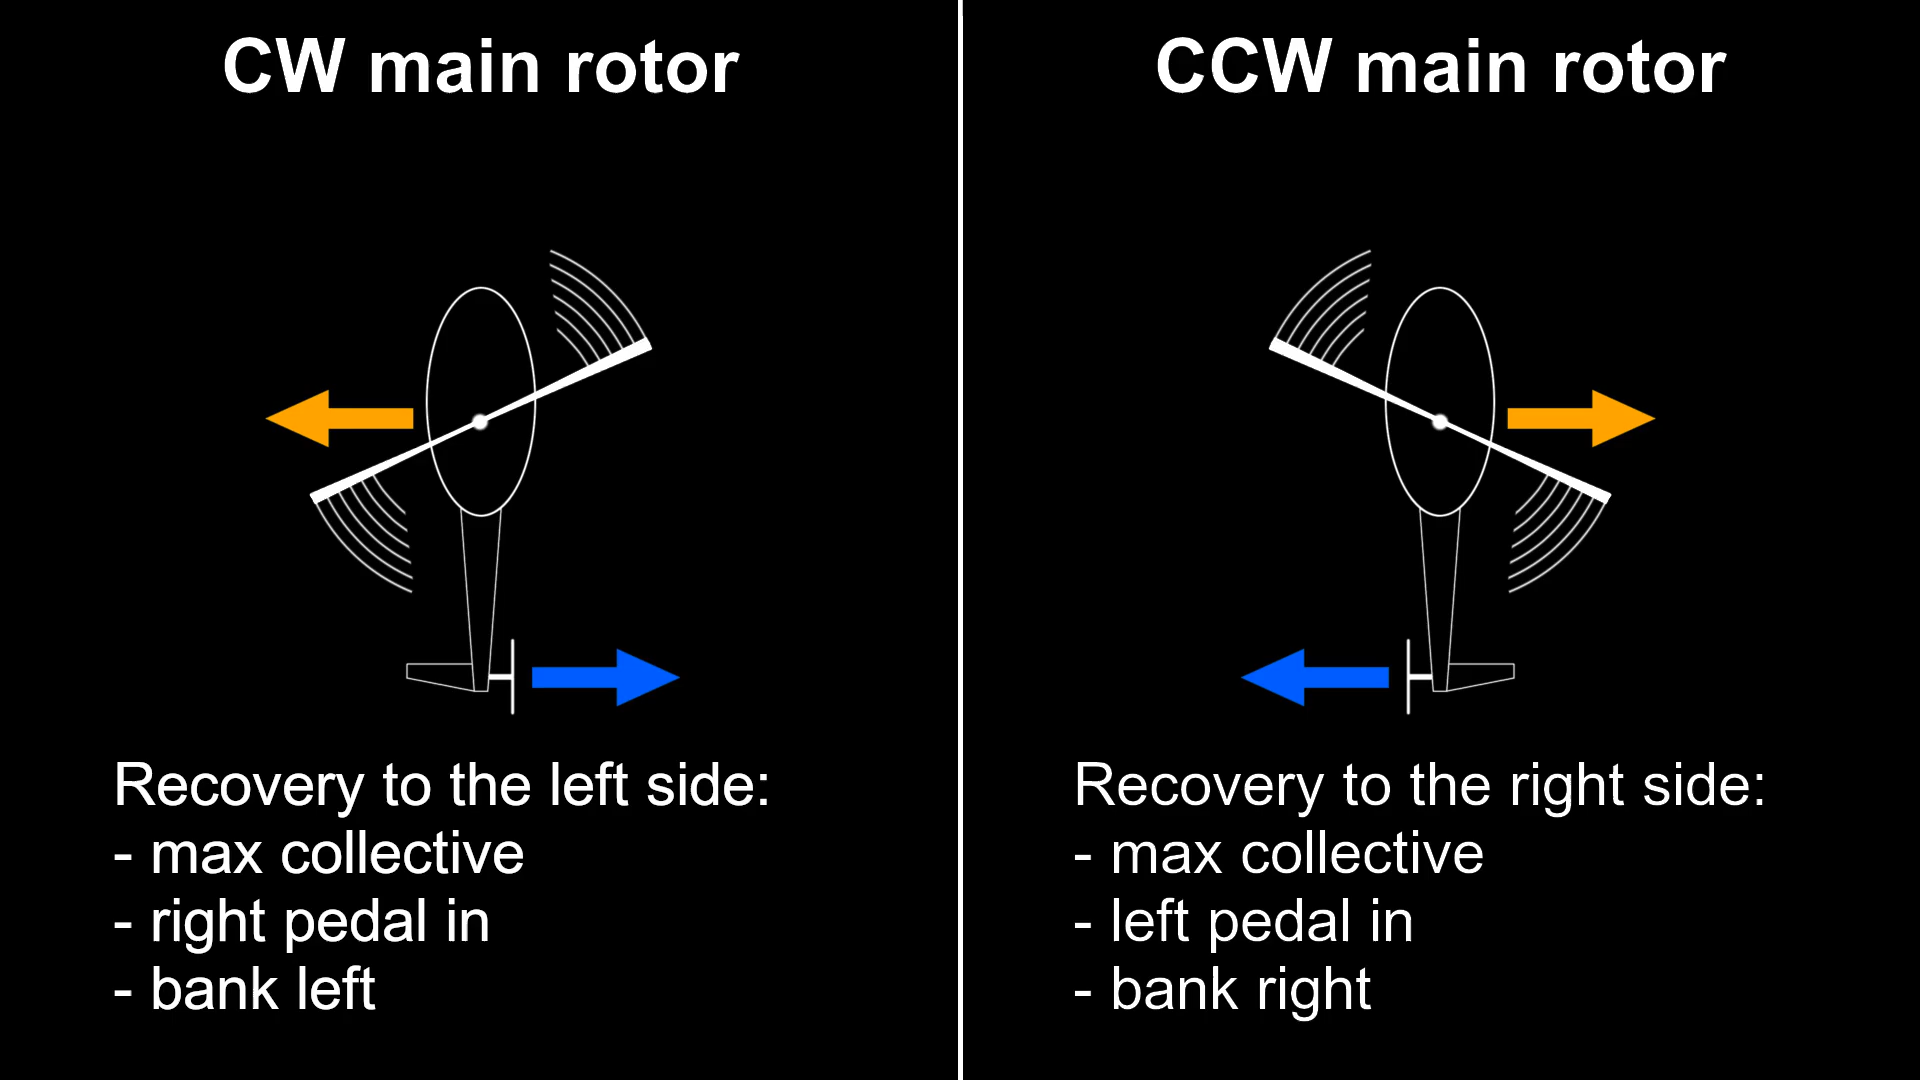 CW main rotor
Recovery to the left side:
- max collective
- right pedal in
- bank left
CCW main rotor
Recovery to the right side:
- max collective
- left pedal in
- bank right